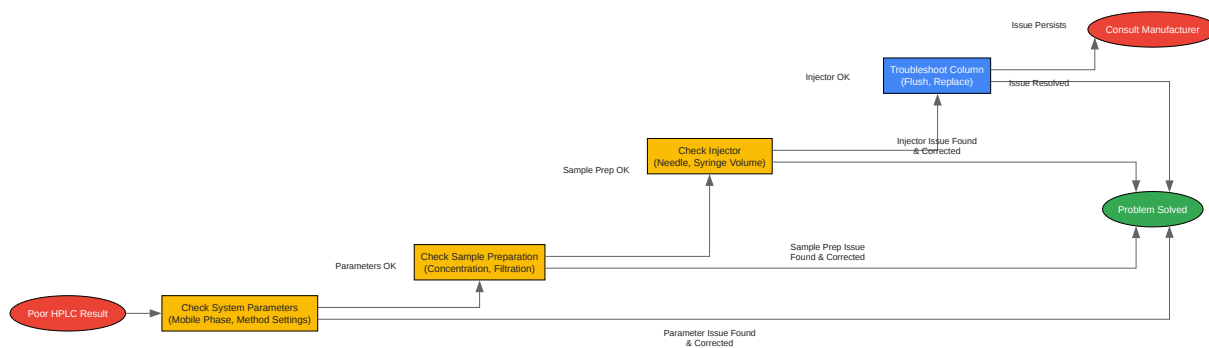 Issue Persists
Consult Manufacturer
Injector OK
Troubleshoot Column
(Flush, Replace)
Issue Resolved
Sample Prep OK
Check Injector
(Needle, Syringe Volume)
Injector Issue Found
& Corrected
Problem Solved
Parameters OK
Check Sample Preparation
(Concentration, Filtration)
Sample Prep Issue
Found & Corrected
Poor HPLC Result
Check System Parameters
(Mobile Phase, Method Settings)
Parameter Issue Found
& Corrected